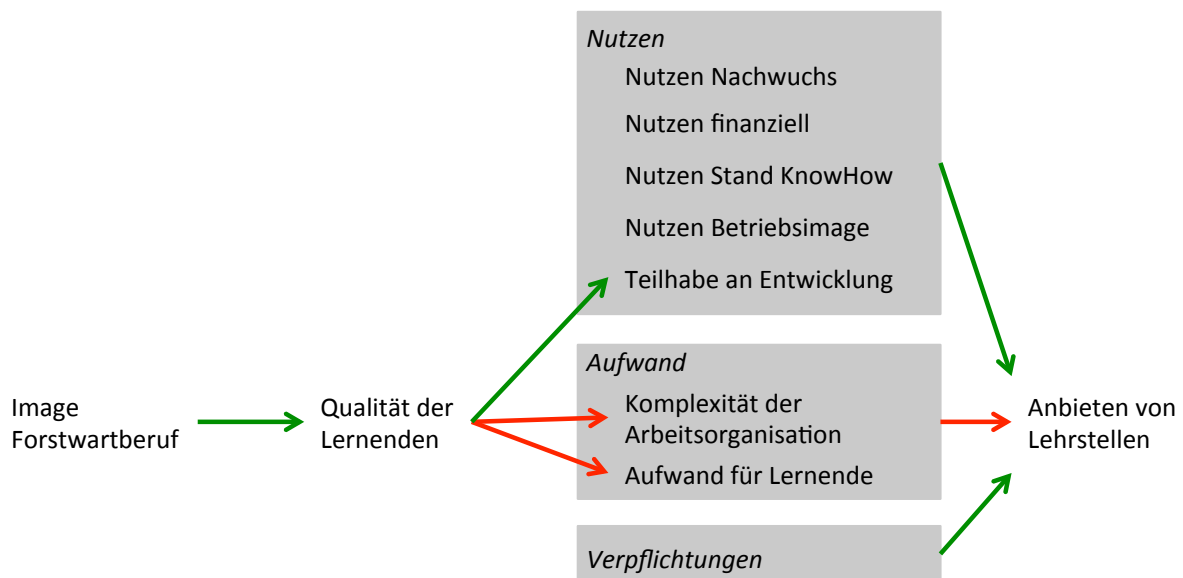 Nutzen
Nutzen Nachwuchs
Nutzen finanziell
Nutzen Stand KnowHow
Nutzen Betriebsimage
Teilhabe an Entwicklung
Aufwand
Komplexität der
Arbeitsorganisation
Aufwand für Lernende
Verpflichtungen
Image
Forstwartberuf
Qualität der
Lernenden
Anbieten von
Lehrstellen